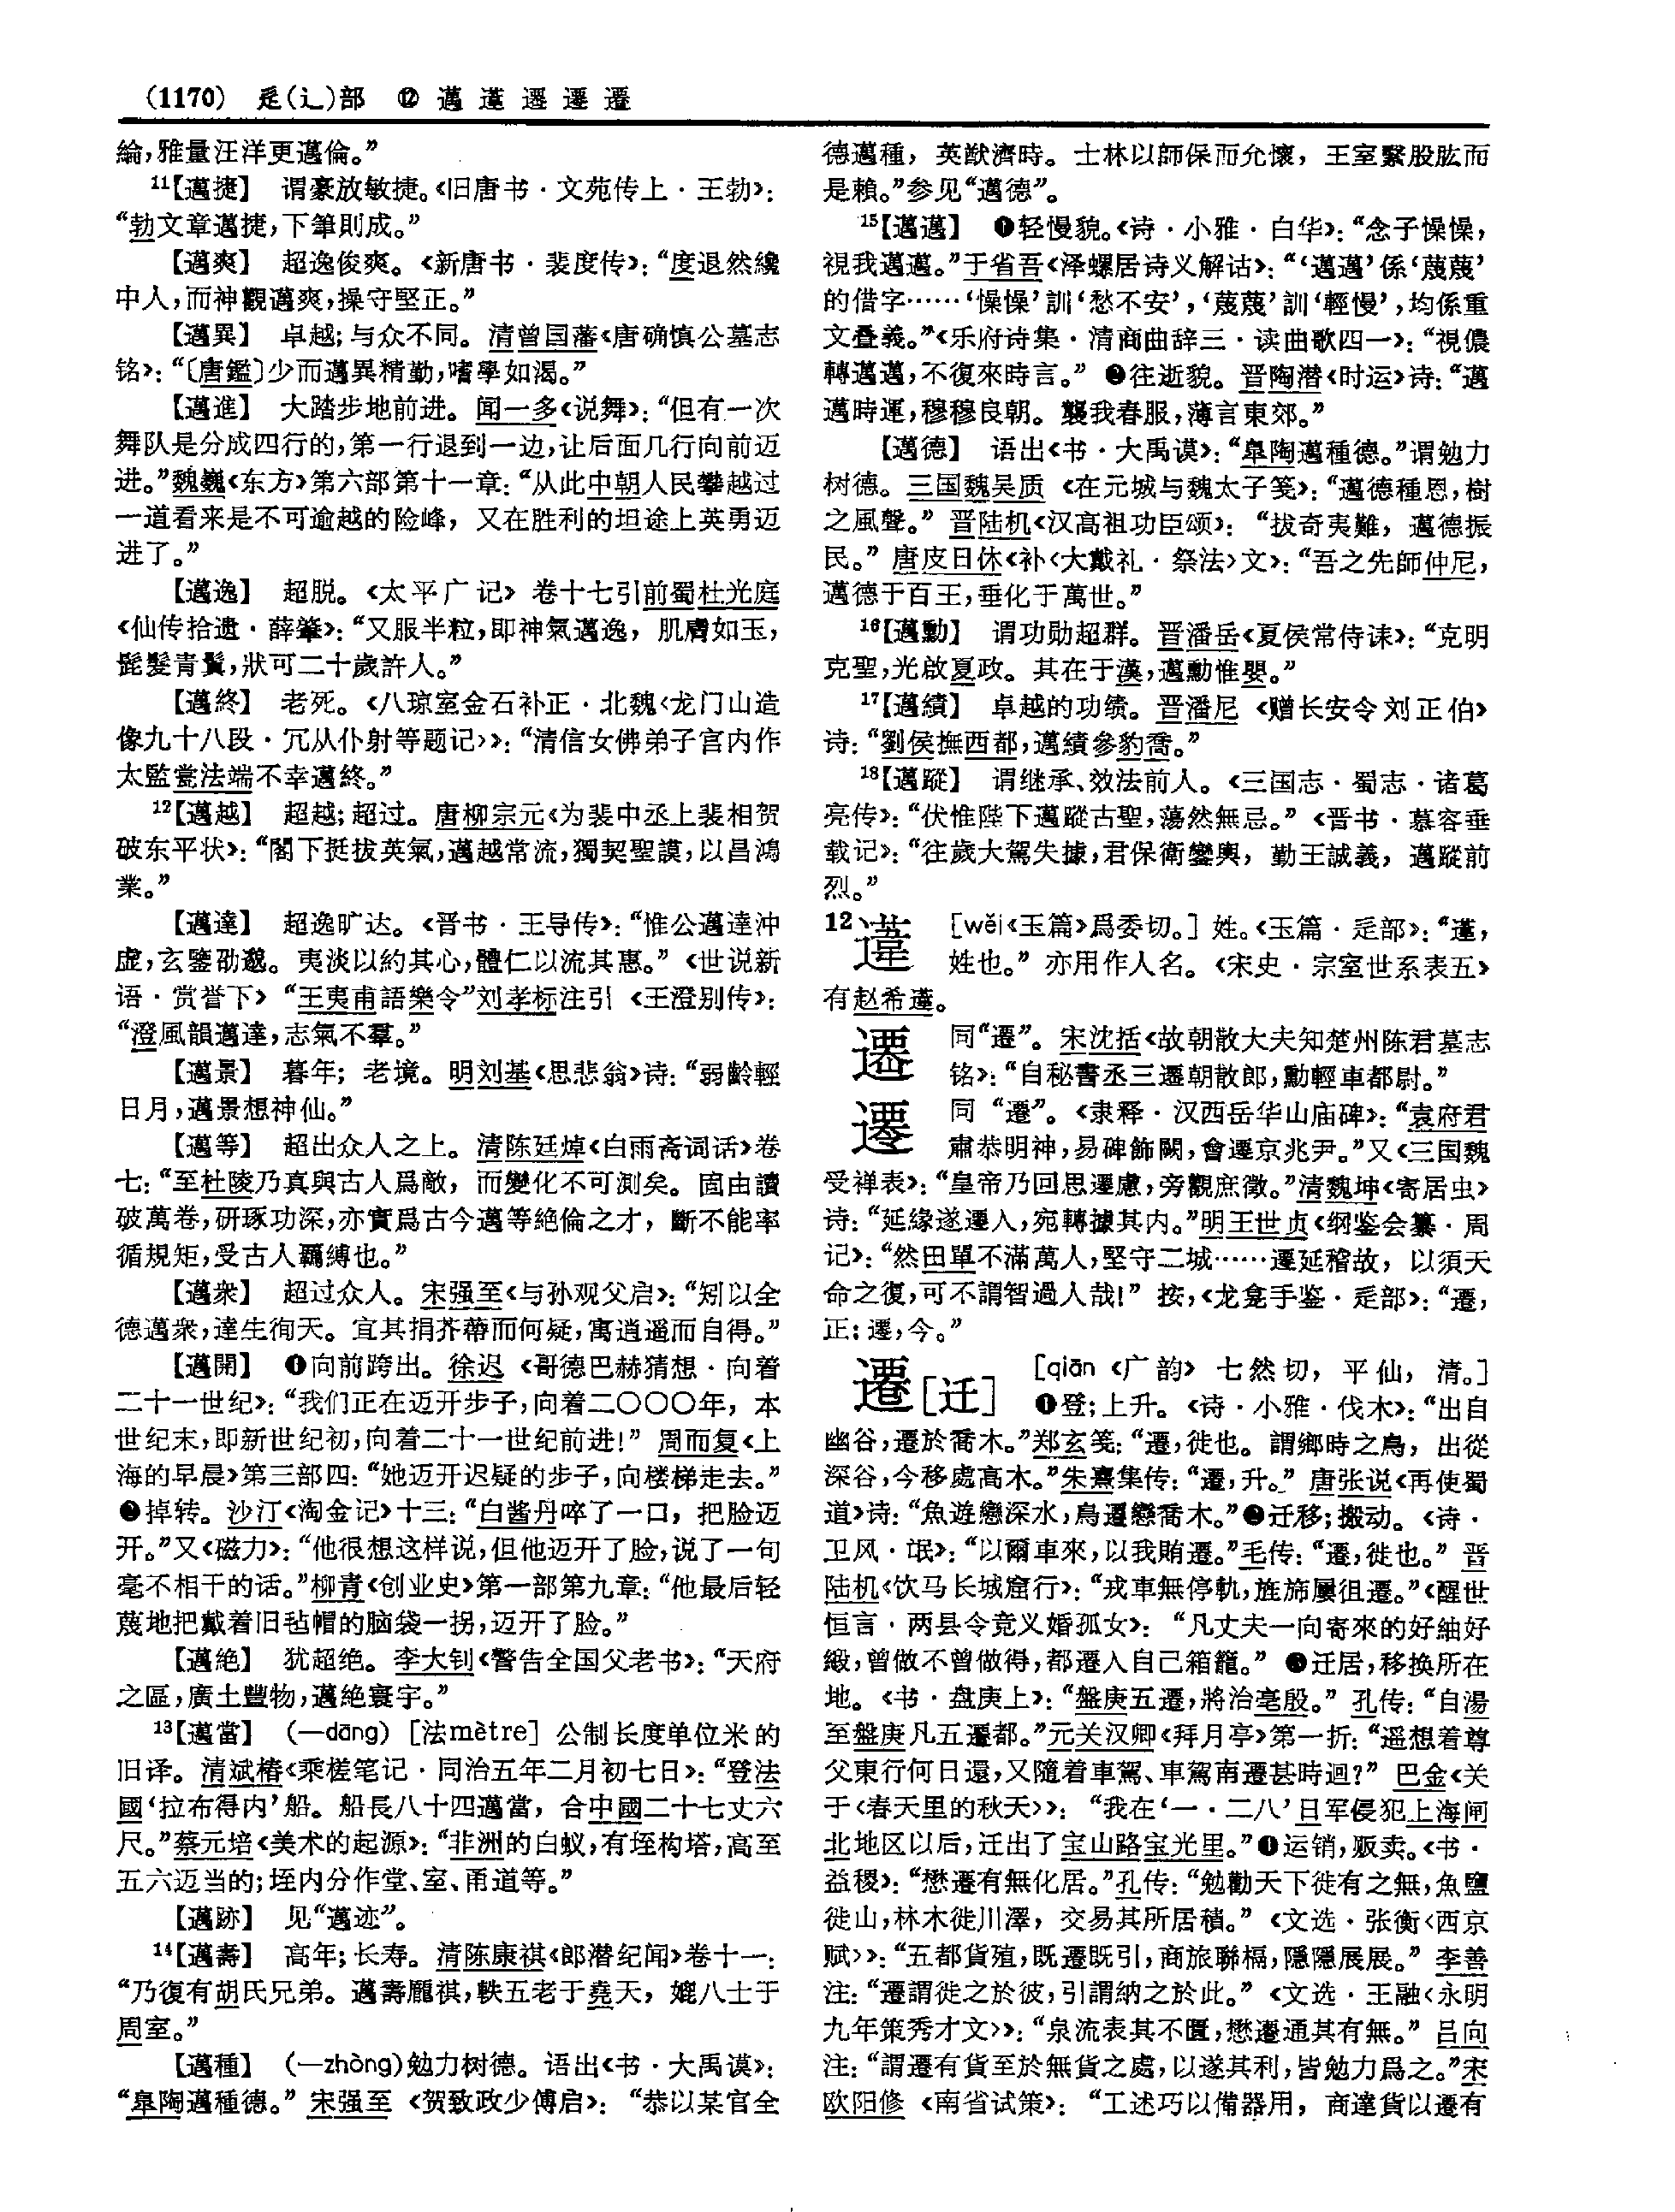 (1170) 辵(辶)部 ⑫ 邁 薳 遷 遷 遷
綸,雅量汪洋更邁倫。”
11【邁捷】 谓豪放敏捷。《旧唐书·文苑传上·王勃》:
“勃文章邁捷,下筆則成。”
【邁爽】 超逸俊爽。《新唐书·裴度传》:“度退然纔
中人,而神觀邁爽,操守堅正。”
【邁異】 卓越;与众不同。清曾国藩《唐确慎公墓志
铭》:“〔唐鑑〕少而邁異精勤,嗜學如渴。”
【邁進】 大踏步地前进。闻一多《说舞》:“但有一次
舞队是分成四行的,第一行退到一边,让后面几行向前迈
进。”魏巍《东方》第六部第十一章:“从此中朝人民攀越过
一道看来是不可逾越的险峰,又在胜利的坦途上英勇迈
进了。”
【邁逸】 超脱。《太平广记》卷十七引前蜀杜光庭
《仙传拾遗·薛肇》:“又服半粒,即神氣邁逸,肌膚如玉,
髭髮青鬒,狀可二十歲許人。”
【邁終】 老死。《八琼室金石补正·北魏〈龙门山造
像九十八段·冗从仆射等题记〉》:“清信女佛弟子宫内作
太監瓽法端不幸邁終。”
12【邁越】 超越;超过。唐柳宗元《为裴中丞上裴相贺
破东平状》:“閣下挺拔英氣,邁越常流,獨契聖謨,以昌鴻
業。”
【邁達】 超逸旷达。《晋书·王导传》:“惟公邁達沖
虚,玄鑒劭邈。夷淡以約其心,體仁以流其惠。”《世说新
语·赏誉下》“王夷甫語樂令”刘孝标注引《王澄别传》:
“澄風韻邁達,志氣不羣。”
【邁景】 暮年;老境。明刘基《思悲翁》诗:“弱齡輕
日月,邁景想神仙。”
【邁等】 超出众人之上。清陈廷焯《白雨斋词话》卷
七:“至杜陵乃真與古人爲敵,而變化不可測矣。固由讀
破萬卷,研琢功深,亦實爲古今邁等絶倫之才,斷不能率
循規矩,受古人羈縛也。”
【邁衆】 超过众人。宋强至《与孙观父启》:“矧以全
德邁衆,達生徇天。宜其捐芥蔕而何疑,寓逍遥而自得。”
【邁開】 ❶向前跨出。徐迟《哥德巴赫猜想·向着
二十一世纪》:“我们正在迈开步子,向着二〇〇〇年,本
世纪末,即新世纪初,向着二十一世纪前进!”周而复《上
海的早晨》第三部四:“她迈开迟疑的步子,向楼梯走去。”
❷掉转。沙汀《淘金记》十三:“白酱丹啐了一口,把脸迈
开。”又《磁力》:“他很想这样说,但他迈开了脸,说了一句
毫不相干的话。”柳青《创业史》第一部第九章:“他最后轻
蔑地把戴着旧毡帽的脑袋一拐,迈开了脸。”
【邁絶】 犹超绝。李大钊《警告全国父老书》:“天府
之區,廣土豐物,邁絶寰宇。”
13【邁當】 (—dāng)[法mètre]公制长度单位米的
旧译。清斌椿《乘槎笔记·同治五年二月初七日》:“登法
國‘拉布得内’船。船長八十四邁當,合中國二十七丈六
尺。”蔡元培《美术的起源》:“非洲的白蚁,有垤构塔,高至
五六迈当的;垤内分作堂、室、甬道等。”
【邁跡】 见“邁迹”。
14【邁壽】 高年;长寿。清陈康祺《郎潜纪闻》卷十一:
“乃復有胡氏兄弟。邁壽龎祺,軼五老于堯天,媲八士于
周室。”
【邁種】 (—zhòng)勉力树德。语出《书·大禹谟》:
“皋陶邁種德。”宋强至《贺致政少傅启》:“恭以某官全
德邁種,英猷濟時。士林以師保而允懷,王室繄股肱而
是賴。”参见“邁德”。
15【邁邁】 ❶轻慢貌。《诗·小雅·白华》:“念子懆懆,
視我邁邁。”于省吾《泽螺居诗义解诂》:“‘邁邁’係‘蔑蔑’
的借字……‘懆懆’訓‘愁不安’,‘蔑蔑’訓‘輕慢’,均係重
文叠義。”《乐府诗集·清商曲辞三·读曲歌四一》:“視儂
轉邁邁,不復來時言。”❷往逝貌。晋陶潜《时运》诗:“邁
邁時運,穆穆良朝。襲我春服,薄言東郊。”
【邁德】 语出《书·大禹谟》:“皋陶邁種德。”谓勉力
树德。三国魏吴质《在元城与魏太子笺》:“邁德種恩,樹
之風聲。”晋陆机《汉高祖功臣颂》:“拔奇夷難,邁德振
民。”唐皮日休《补〈大戴礼·祭法〉文》:“吾之先師仲尼,
邁德于百王,垂化于萬世。”
16【邁勳】 谓功勋超群。晋潘岳《夏侯常侍诔》:“克明
克聖,光啟夏政。其在于漢,邁勳惟嬰。”
17【邁績】 卓越的功绩。晋潘尼《赠长安令刘正伯》
诗:“劉侯撫西都,邁績參豹喬。”
18【邁蹤】 谓继承、效法前人。《三国志·蜀志·诸葛
亮传》:“伏惟陛下邁蹤古聖,蕩然無忌。”《晋书·慕容垂
载记》:“往歲大駕失據,君保衛鑾輿,勤王誠義,邁蹤前
烈。”
12薳 [wěi《玉篇》爲委切。]姓。《玉篇·辵部》:“薳,
姓也。”亦用作人名。《宋史·宗室世系表五》
有赵希薳。
遷 同“遷”。宋沈括《故朝散大夫知楚州陈君墓志
铭》:“自秘書丞三遷朝散郎,勳輕車都尉。”
遷 同“遷”。《隶释·汉西岳华山庙碑》:“袁府君
肅恭明神,易碑飾闕,會遷京兆尹。”又《三国魏
受禅表》:“皇帝乃回思遷慮,旁觀庶徵。”清魏坤《寄居虫》
诗:“延缘遂遷入,宛轉據其内。”明王世贞《纲鉴会纂·周
记》:“然田單不滿萬人,堅守二城……遷延稽故,以須天
命之復,可不謂智過人哉!”按,《龙龛手鉴·辵部》:“遷,
正;遷,今。”
遷[迁] [qiān《广韵》七然切,平仙,清。]
❶登;上升。《诗·小雅·伐木》:“出自
幽谷,遷於喬木。”郑玄笺:“遷,徙也。謂鄉時之鳥,出從
深谷,今移處高木。”朱熹集传:“遷,升。”唐张说《再使蜀
道》诗:“魚遊戀深水,鳥遷戀喬木。”❷迁移;搬动。《诗·
卫风·氓》:“以爾車來,以我賄遷。”毛传:“遷,徙也。”晋
陆机《饮马长城窟行》:“戎車無停軌,旌斾屢徂遷。”《醒世
恒言·两县令竞义婚孤女》:“凡丈夫一向寄來的好紬好
緞,曾做不曾做得,都遷入自己箱籠。”❸迁居,移换所在
地。《书·盘庚上》:“盤庚五遷,將治亳殷。”孔传:“自湯
至盤庚凡五遷都。”元关汉卿《拜月亭》第一折:“遥想着尊
父東行何日還,又隨着車駕、車駕南遷甚時迴?”巴金《关
于〈春天里的秋天〉》:“我在‘一·二八’日军侵犯上海闸
北地区以后,迁出了宝山路宝光里。”❹运销,贩卖。《书·
益稷》:“懋遷有無化居。”孔传:“勉勸天下徙有之無,魚鹽
徙山,林木徙川澤,交易其所居積。”《文选·张衡〈西京
赋〉》:“五都貨殖,既遷既引,商旅聯槅,隱隱展展。”李善
注:“遷謂徙之於彼,引謂納之於此。”《文选·王融〈永明
九年策秀才文〉》:“泉流表其不匱,懋遷通其有無。”吕向
注:“謂遷有貨至於無貨之處,以遂其利,皆勉力爲之。”宋
欧阳修《南省试策》:“工述巧以備器用,商達貨以遷有